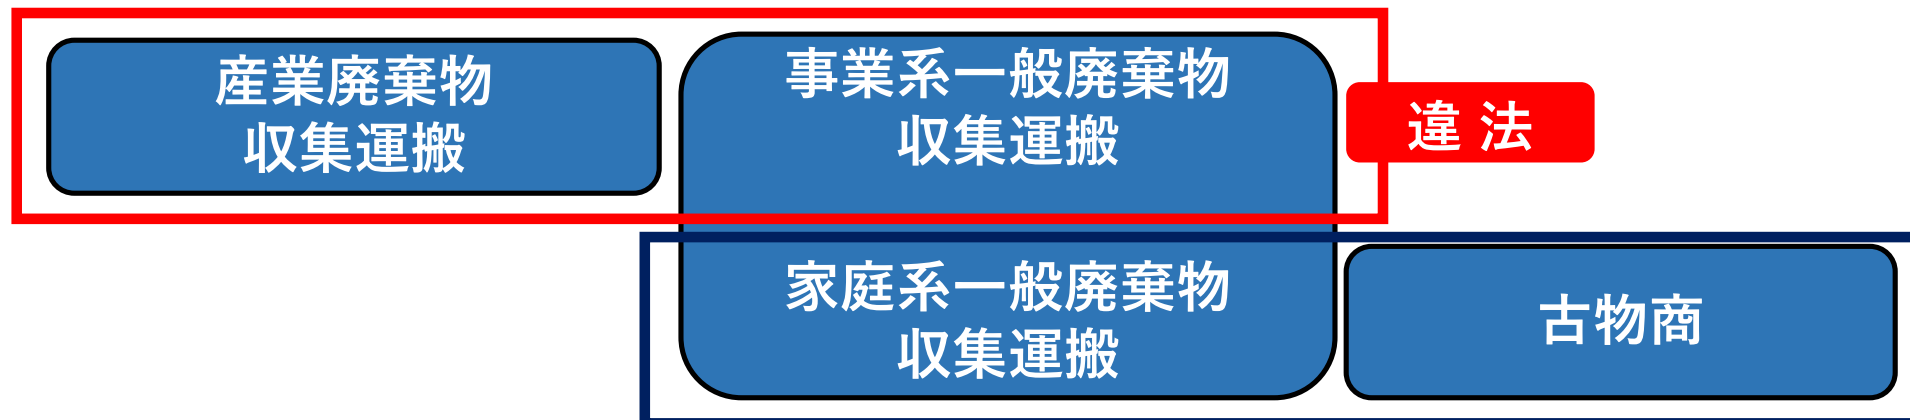 産業廃棄物
収集運搬
事業系一般廃棄物
収集運搬
違法
家庭系一般廃棄物
収集運搬
古物商